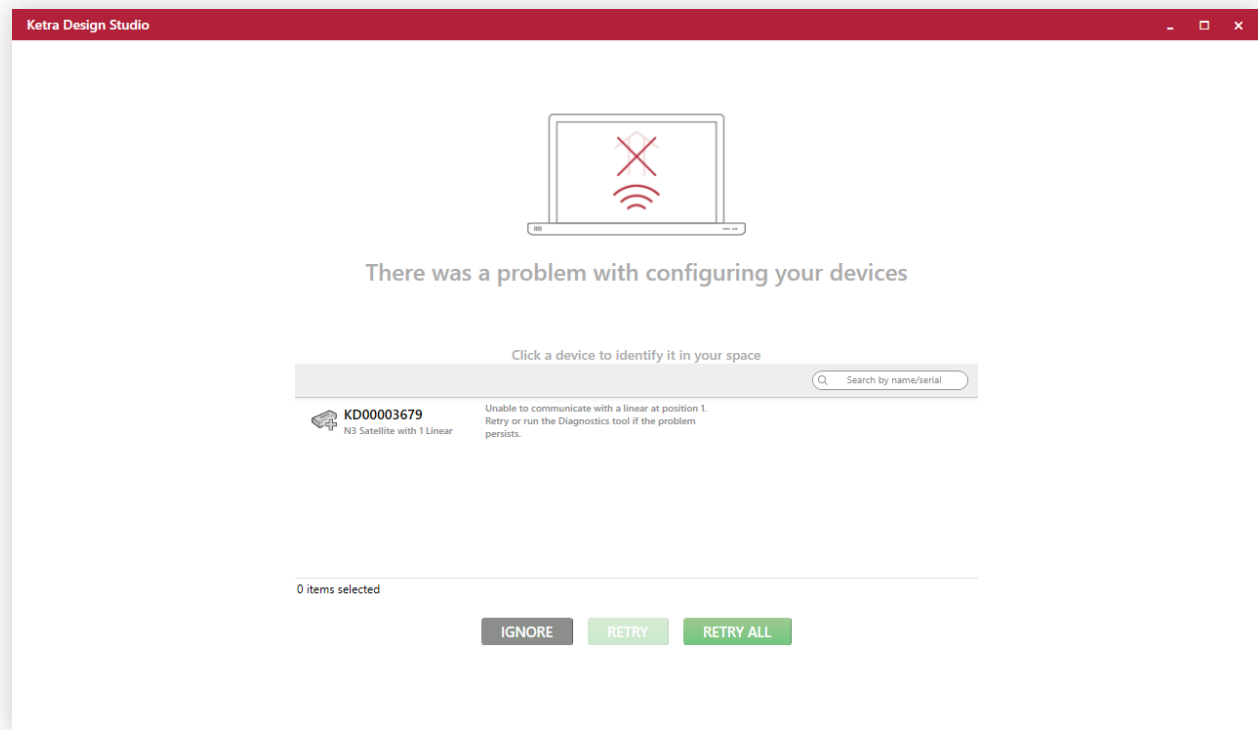 Ketra Design Studio
There was a problem with configuring your devices
Click a device to identify it in your space
Search by name/serial
KD00003679
N3 Satellite with 1 Linear
Unable to communicate with a linear at position 1.
Retry or run the Diagnostics tool if the problem
persists.
0 items selected
IGNORE
RETRY
RETRY ALL